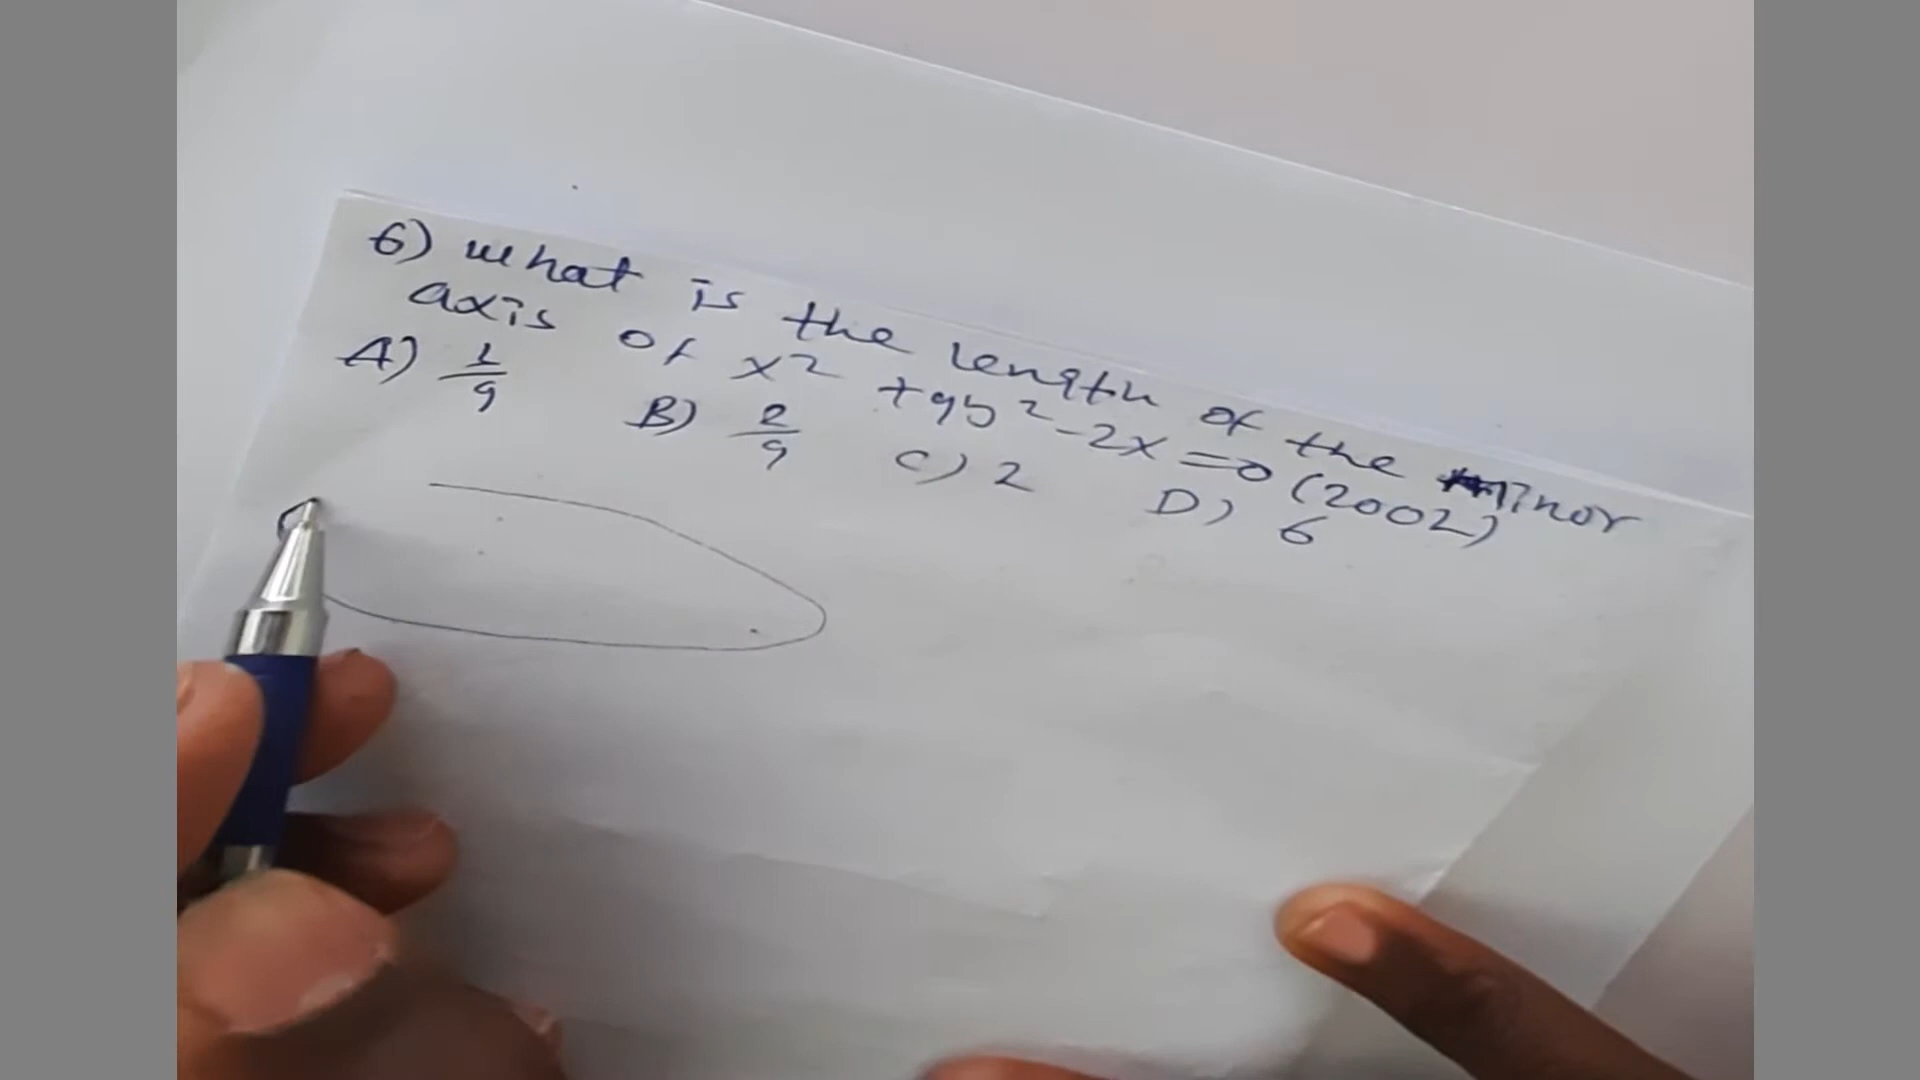 6) what is the length of the minor
axis of x² + 9y² - 2x = 0 (2002)
A) 1/9 B) 2/9 C) 2 D) 6